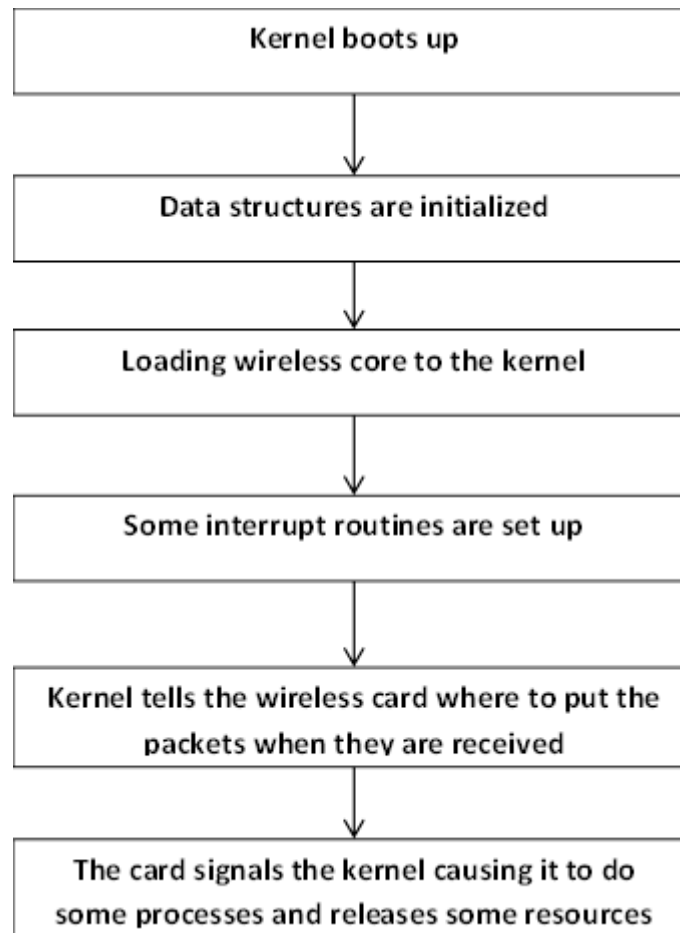 Kernel boots up
Data structures are initialized
Loading wireless core to the kernel
Some interrupt routines are set up
Kernel tells the wireless card where to put the
packets when they are received
The card signals the kernel causing it to do
some processes and releases some resources